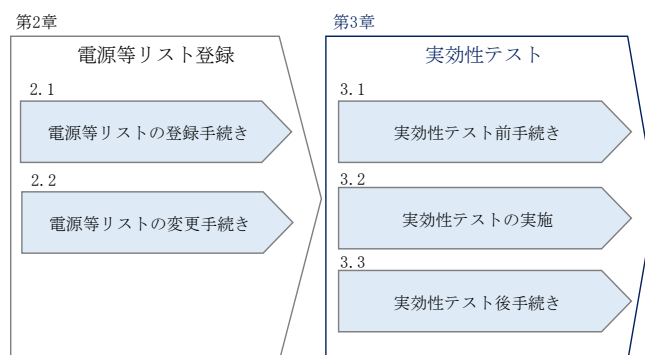 第2章
電源等リスト登録
2.1
電源等リストの登録手続き
2.2
電源等リストの変更手続き
第3章
実効性テスト
3.1
実効性テスト前手続き
3.2
実効性テストの実施
3.3
実効性テスト後手続き